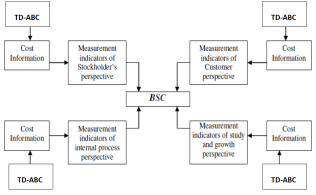 TD-ABC
TD-ABC
Cost
Information
Measurement
indicators of
Stockholder's
perspective
Measurement
indicators of
Customer
perspective
Cost
Information
BSC
Cost
Information
Measurement
indicators of
internal process
perspective
Measurement
indicators of study
and growth
perspective
Cost
Information
TD-ABC
TD-ABC